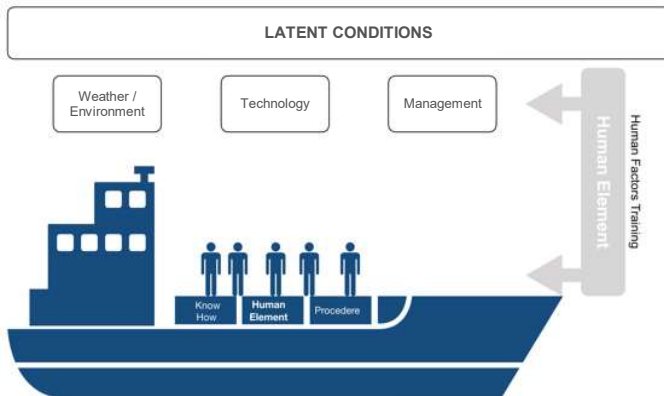 LATENT CONDITIONS
Weather /
Environment
Technology
Management
Human Element
Human Factors Training
Know
How
Human
Element
Procedere